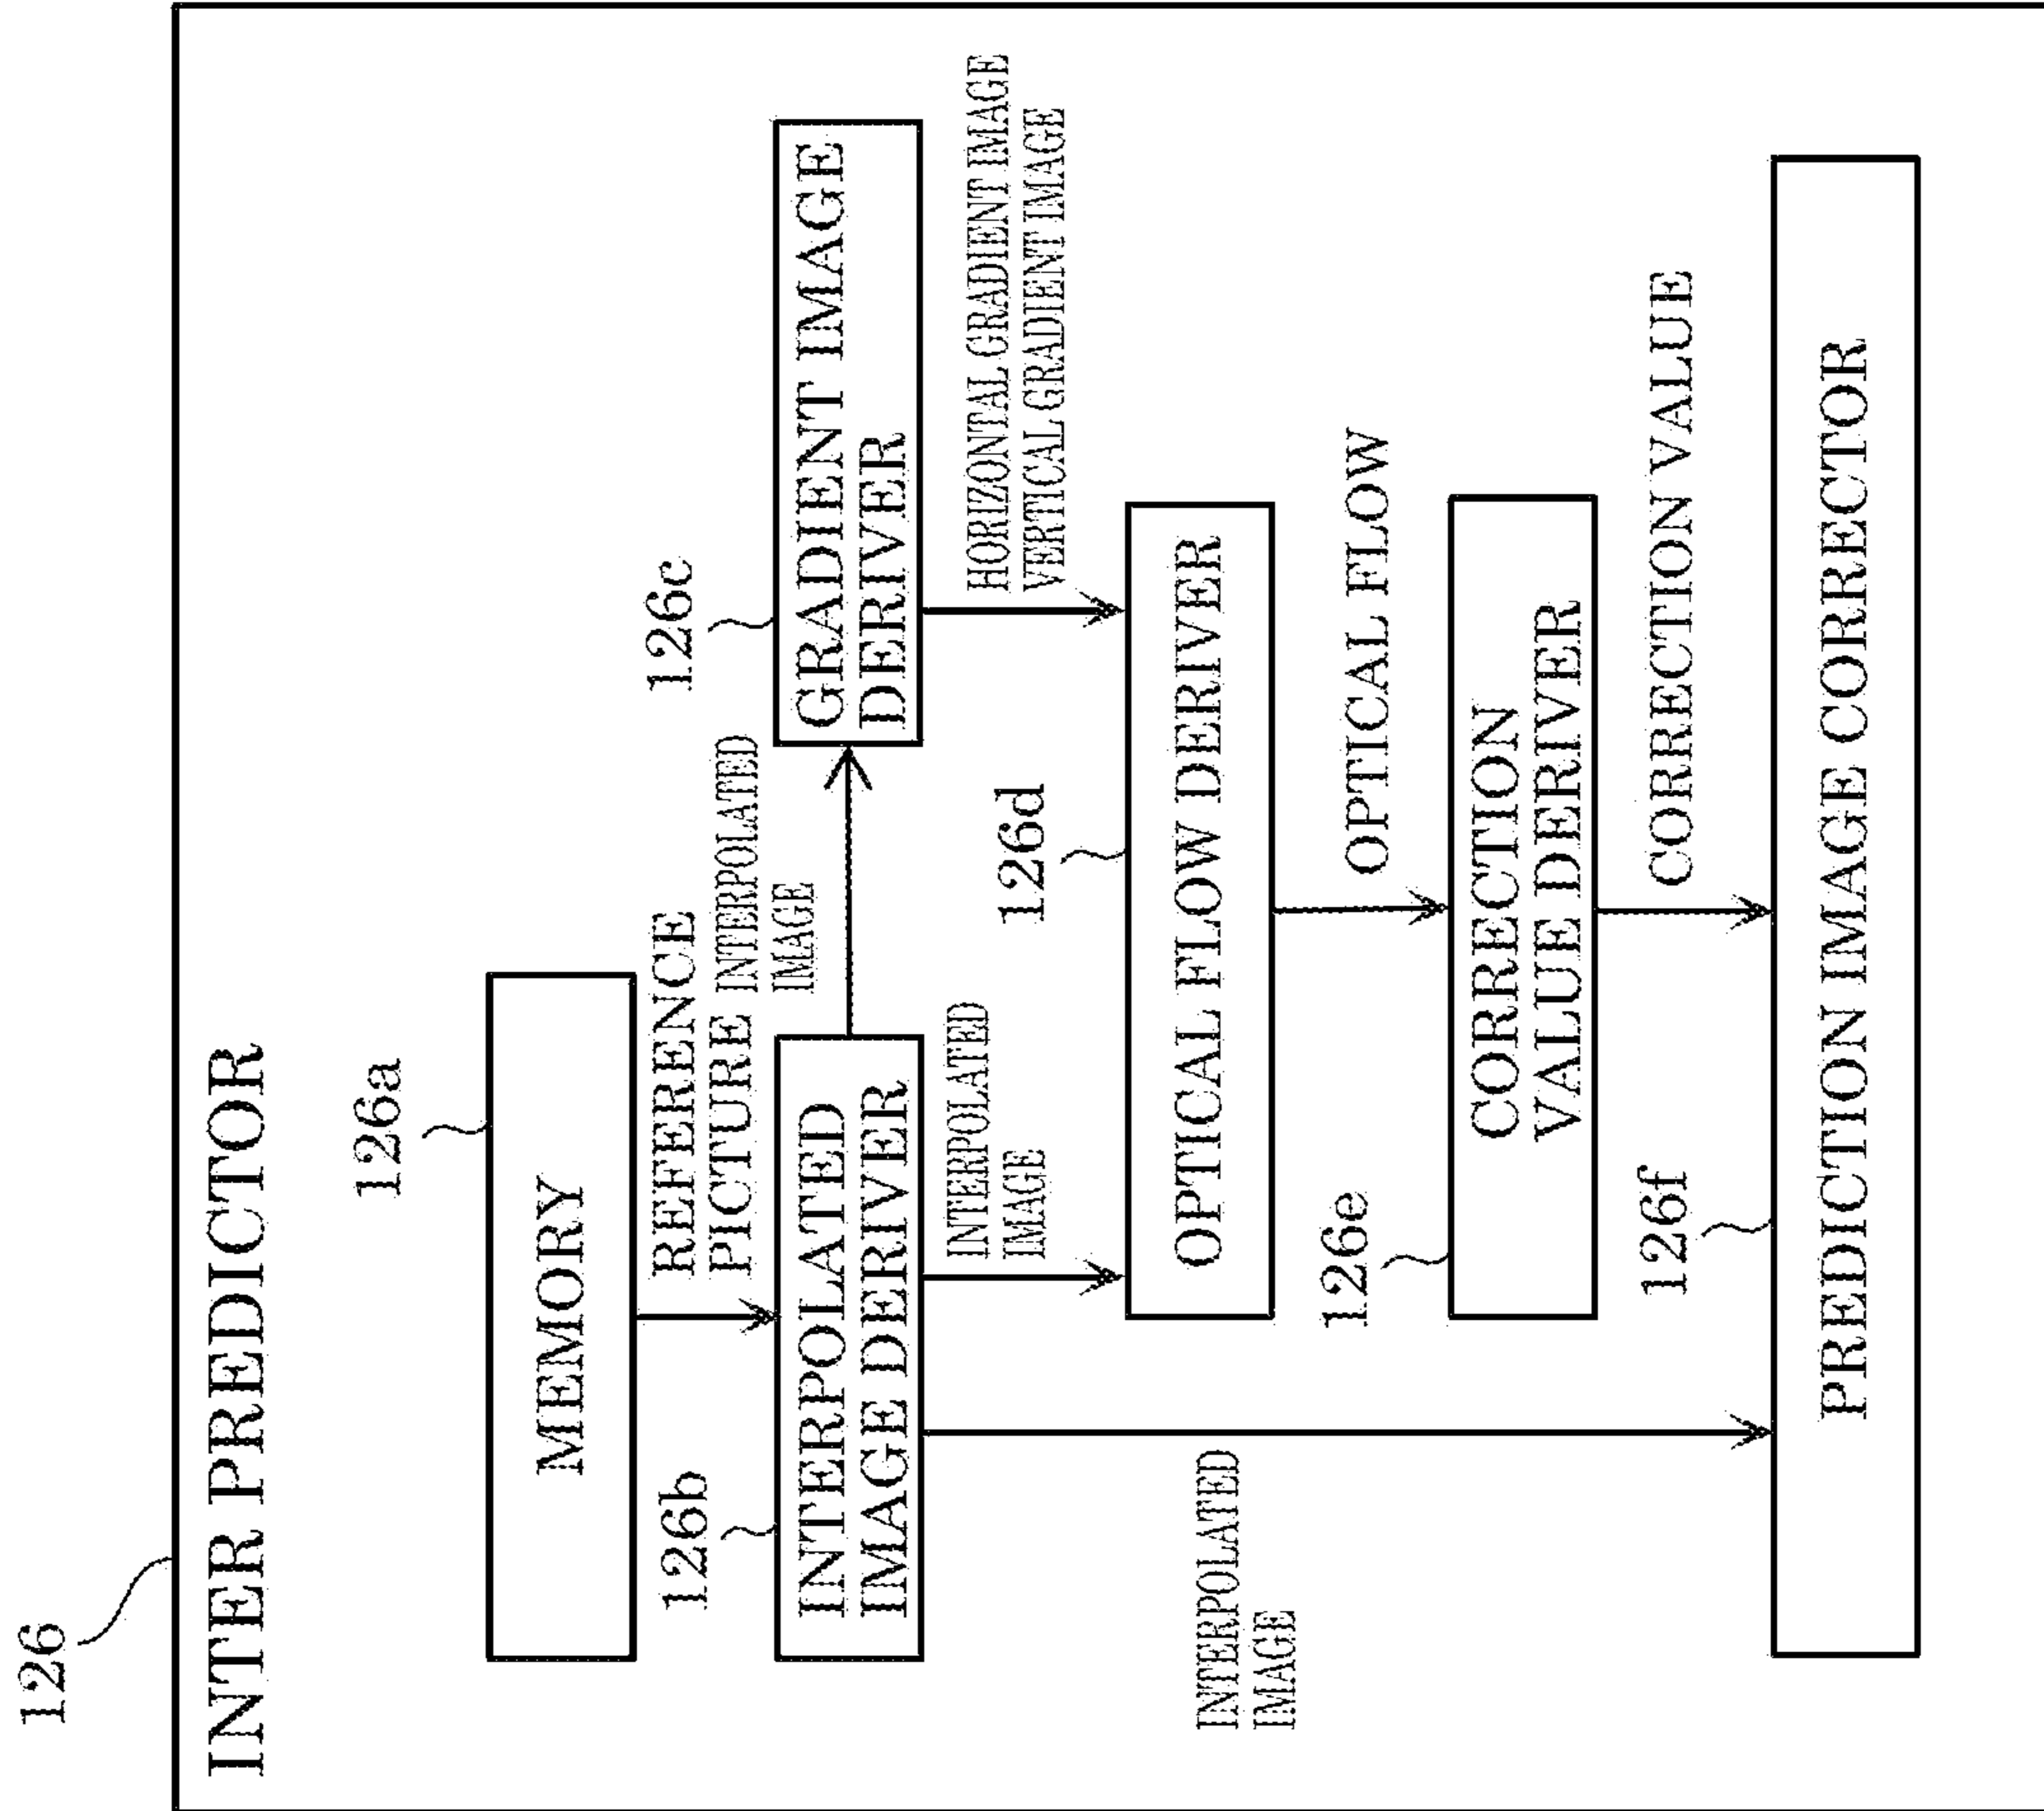 126
INTER PREDICTOR
126a
MEMORY
REFERENCE
PICTURE
126b
INTERPOLATED
IMAGE DERIVER
INTERPOLATED
IMAGE
126c
GRADIENT IMAGE
DERIVER
INTERPOLATED
IMAGE
HORIZONTAL GRADIENT IMAGE
VERTICAL GRADIENT IMAGE
126d
OPTICAL FLOW DERIVER
INTERPOLATED
IMAGE
OPTICAL FLOW
126e
CORRECTION
VALUE DERIVER
CORRECTION VALUE
126f
PREDICTION IMAGE CORRECTOR